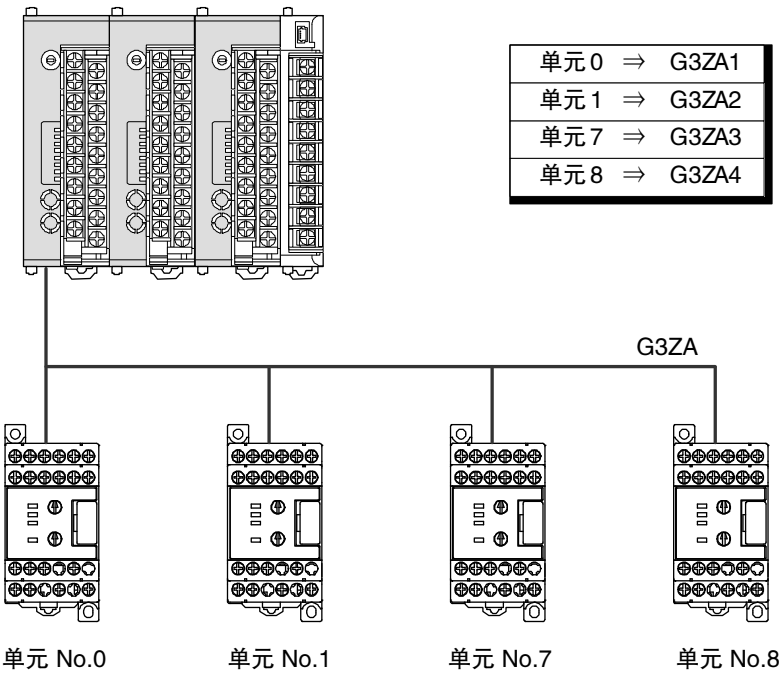 单元 0 ⇒ G3ZA1
单元 1 ⇒ G3ZA2
单元 7 ⇒ G3ZA3
单元 8 ⇒ G3ZA4
G3ZA
单元 No.0
单元 No.1
单元 No.7
单元 No.8